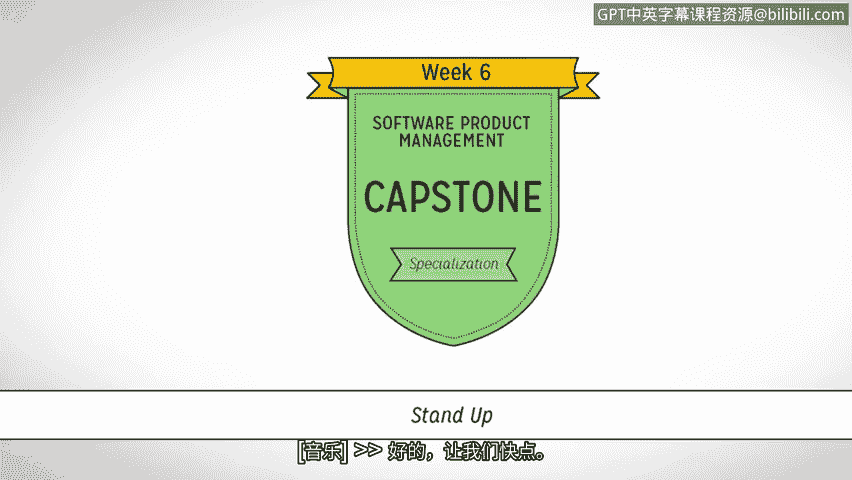 GPT中英字幕课程资源@bilibili.com
Week 6
SOFTWARE PRODUCT
MANAGEMENT
CAPSTONE
Specialization
Stand Up
[音乐] >> 好的，让我们快点。